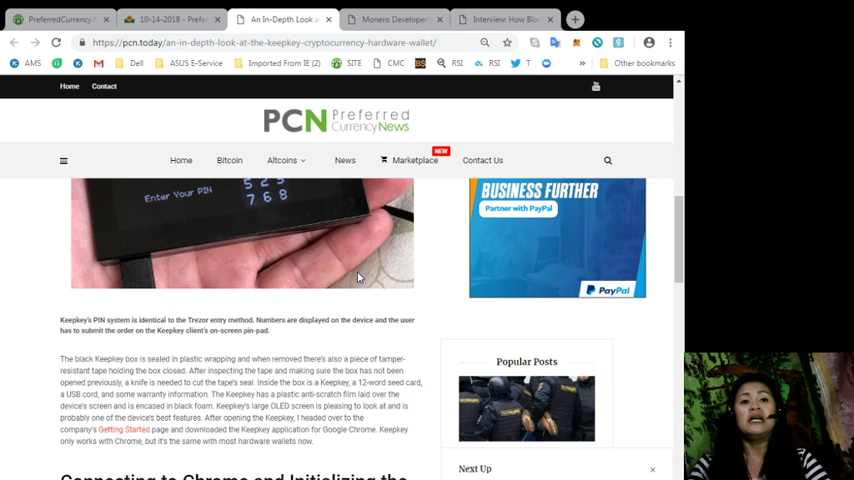 PreferredCurrency.N
10-14-2018 - Prefer
An In-Depth Look a
Monero Developer
Interview: How Blo
https://pcn.today/an-in-depth-look-at-the-keepkey-cryptocurrency-hardware-wallet/
AMS
Dell
ASUS E-Service
Imported From IE (2)
SITE
CMC
RSI
RSI
T
Other bookmarks
Home
Contact
PCN Preferred
CurrencyNews
NEW
Home
Bitcoin
Altcoins
News
Marketplace
Contact Us
Enter Your PIN
5 2 9
7 6 8
BUSINESS FURTHER
Partner with PayPal
PayPal
Keepkey's PIN system is identical to the Trezor entry method. Numbers are displayed on the device and the user
has to submit the order on the Keepkey client's on-screen pin-pad.
The black Keepkey box is sealed in plastic wrapping and when removed there's also a piece of tamper-
resistant tape holding the box closed. After inspecting the tape and making sure the box has not been
opened previously, a knife is needed to cut the tape's seal. Inside the box is a Keepkey, a 12-word seed card,
a USB cord, and some warranty information. The Keepkey has a plastic anti-scratch film laid over the
device's screen and is encased in black foam. Keepkey's large OLED screen is pleasing to look at and is
probably one of the device's best features. After opening the Keepkey, I headed over to the
company's Getting Started page and downloaded the Keepkey application for Google Chrome. Keepkey
only works with Chrome, but it's the same with most hardware wallets now.
Connecting to Chrome and Initializing the
Popular Posts
Next Up